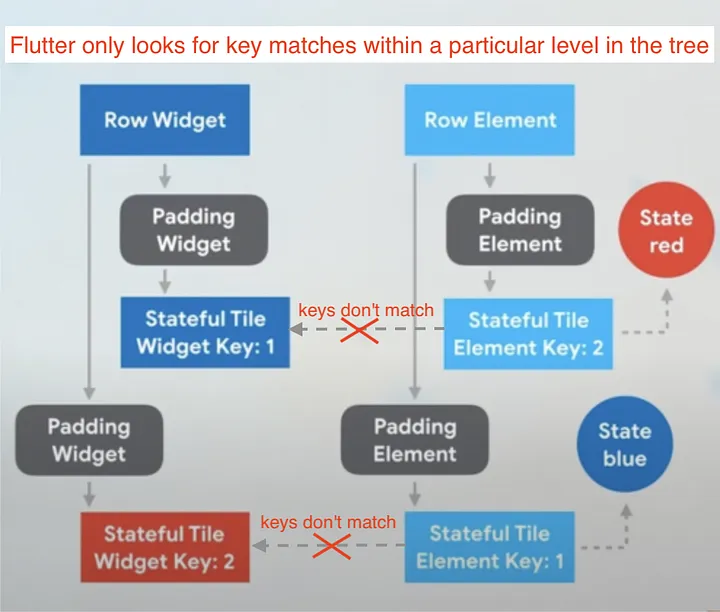 Flutter only looks for key matches within a particular level in the tree
Row Widget
Row Element
Padding
Widget
Padding
Element
State
red
Stateful Tile
Widget Key: 1
keys don't match
Stateful Tile
Element Key: 2
Padding
Widget
Padding
Element
State
blue
Stateful Tile
Widget Key: 2
keys don't match
Stateful Tile
Element Key: 1